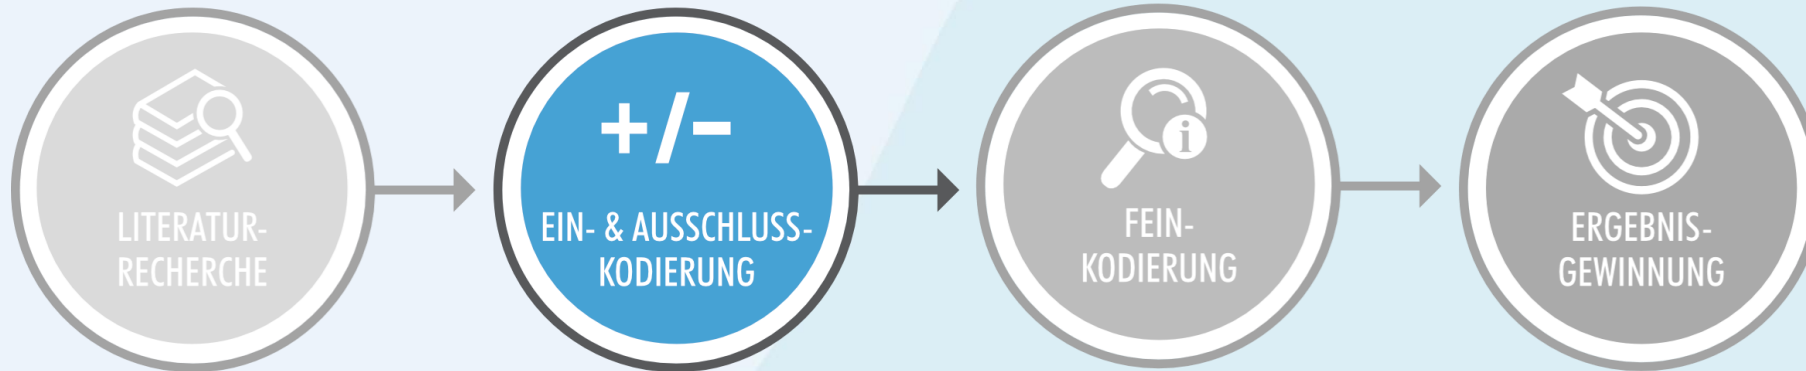 LITERATUR-
RECHERCHE
+/-
EIN- & AUSSCHLUSS-
KODIERUNG
i
FEIN-
KODIERUNG
ERGEBNIS-
GEWINNUNG